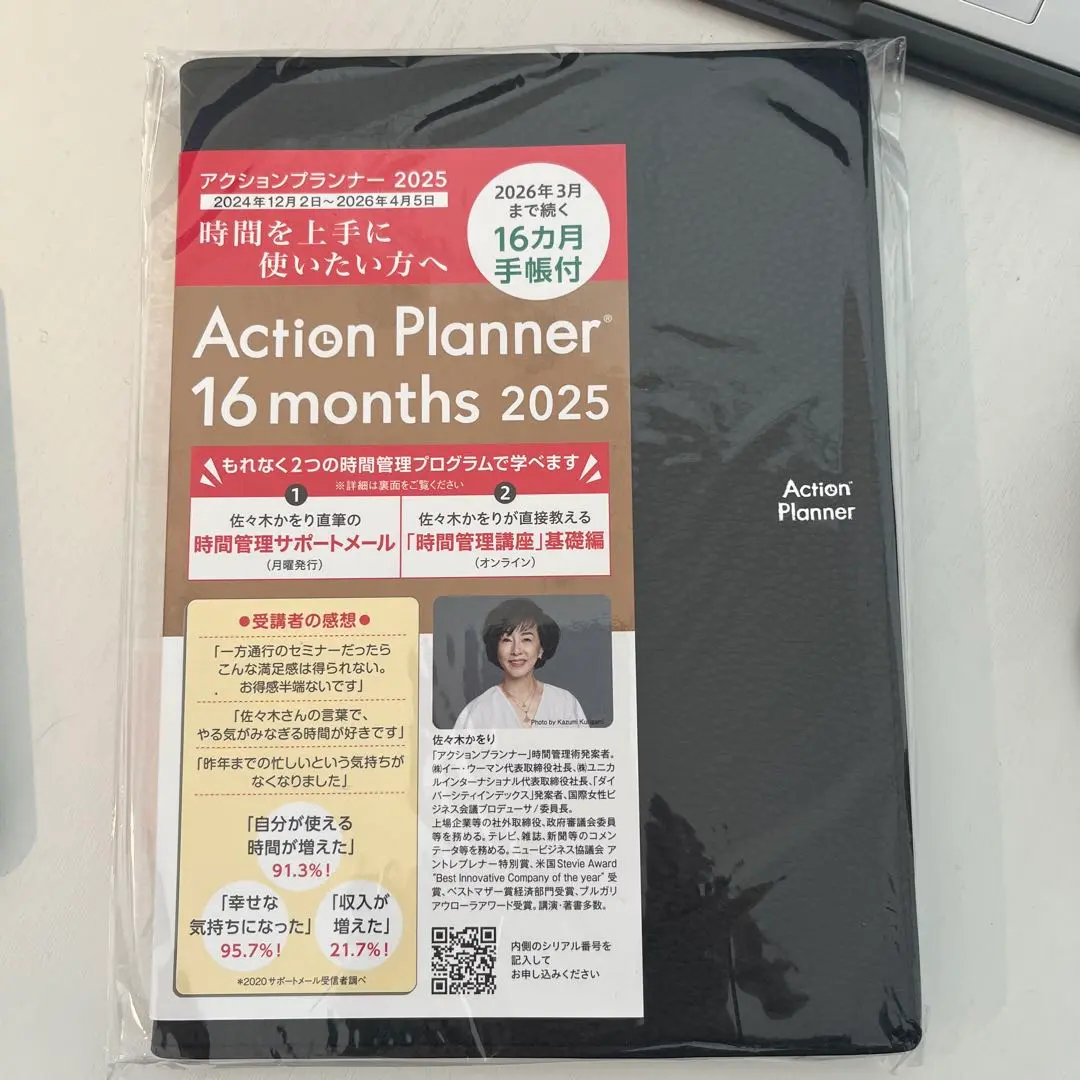 アクションプランナー 2025
2024年12月2日〜2026年4月5日
時間を上手に
使いたい方へ
2026年3月
まで続く
16カ月
手帳付
Action Planner®
16 months 2025
もれなく2つの時間管理プログラムで学べます
※詳細は裏面をご覧ください
1
佐々木かをり直筆の
時間管理サポートメール
(月曜発行)
2
佐々木かをりが直接教える
「時間管理講座」基礎編
(オンライン)
Action™
Planner
●受講者の感想●
「一方通行のセミナーだったら
こんな満足感は得られない。
お得感半端ないです」
「佐々木さんの言葉で、
やる気がみなぎる時間が好きです」
「昨年までの忙しいという気持ちが
なくなりました」
「自分が使える
時間が増えた」
91.3%!
「幸せな
気持ちになった」
95.7%!
「収入が
増えた」
21.7%!
*2020サポートメール受信者調べ
Photo by Kazumi
佐々木かをり
「アクションプランナー」時間管理術発案者。
㈱イー・ウーマン代表取締役社長、㈱ユニカ
ルインターナショナル代表取締役社長、「ダイ
バーシティインデックス」発案者、国際女性ビ
ジネス会議プロデューサ/委員長。
上場企業等の社外取締役、政府審議会委員
等を務める。テレビ、雑誌、新聞等のコメン
テータ等を務める。ニュービジネス協議会 ア
ントレプレナー特別賞、米国Stevie Award
"Best Innovative Company of the year" 受
賞、ベストマザー賞経済部門受賞、ブルガリ
アウローラアワード受賞。講演・著書多数。
内側のシリアル番号を
記入して
お申し込みください